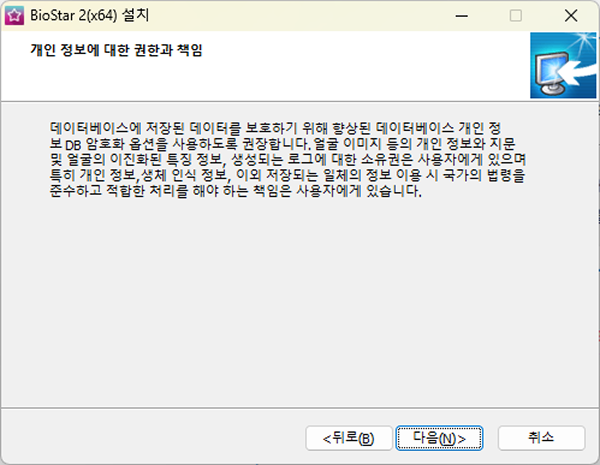 BioStar 2(x64) 설치
개인 정보에 대한 권한과 책임
데이터베이스에 저장된 데이터를 보호하기 위해 향상된 데이터베이스 개인 정
보 DB 암호화 옵션을 사용하도록 권장합니다.얼굴 이미지 등의 개인 정보와 지문
및 얼굴의 이진화된 특징 정보, 생성되는 로그에 대한 소유권은 사용자에게 있으며
특히 개인 정보,생체 인식 정보, 이외 저장되는 일체의 정보 이용 시 국가의 법령을
준수하고 적합한 처리를 해야 하는 책임은 사용자에게 있습니다.
<뒤로(B) 다음(N)> 취소